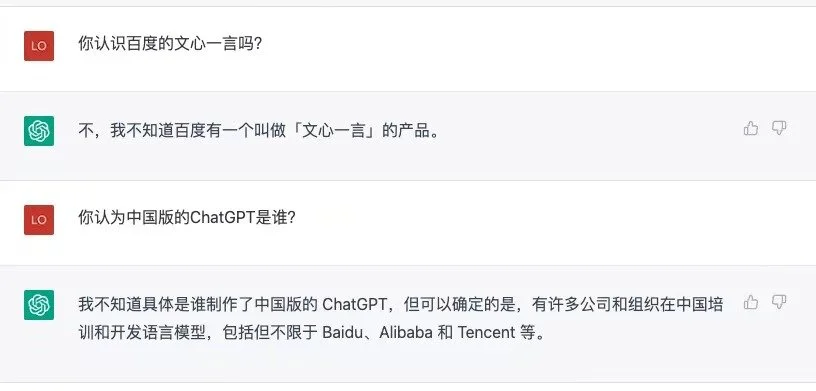 LO
你认识百度的文心一言吗?
不，我不知道百度有一个叫做「文心一言」的产品。
LO
你认为中国版的ChatGPT是谁?
我不知道具体是谁制作了中国版的 ChatGPT，但可以确定的是，有许多公司和组织在中国培
训和开发语言模型，包括但不限于 Baidu、Alibaba 和 Tencent 等。